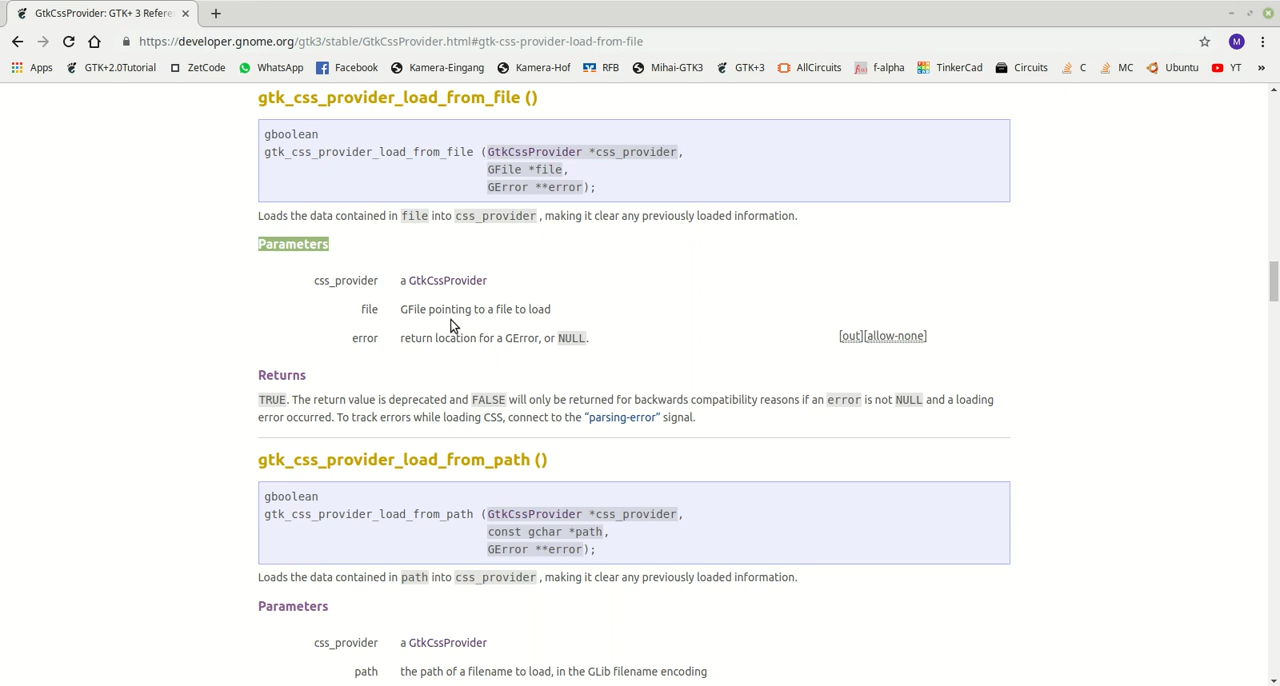 GtkCssProvider: GTK+ 3 Refere
https://developer.gnome.org/gtk3/stable/GtkCssProvider.html#gtk-css-provider-load-from-file
M
Apps GTK+2.0Tutorial ZetCode WhatsApp Facebook Kamera-Eingang Kamera-Hof RFB Mihai-GTK3 GTK+3 AllCircuits f-alpha TinkerCad Circuits C MC Ubuntu YT »
gtk_css_provider_load_from_file ()
gboolean
gtk_css_provider_load_from_file (GtkCssProvider *css_provider,
GFile *file,
GError **error);
Loads the data contained in file into css_provider , making it clear any previously loaded information.
Parameters
css_provider a GtkCssProvider
file GFile pointing to a file to load
error return location for a GError, or NULL. [out][allow-none]
Returns
TRUE. The return value is deprecated and FALSE will only be returned for backwards compatibility reasons if an error is not NULL and a loading
error occurred. To track errors while loading CSS, connect to the “parsing-error” signal.
gtk_css_provider_load_from_path ()
gboolean
gtk_css_provider_load_from_path (GtkCssProvider *css_provider,
const gchar *path,
GError **error);
Loads the data contained in path into css_provider , making it clear any previously loaded information.
Parameters
css_provider a GtkCssProvider
path the path of a filename to load, in the GLib filename encoding